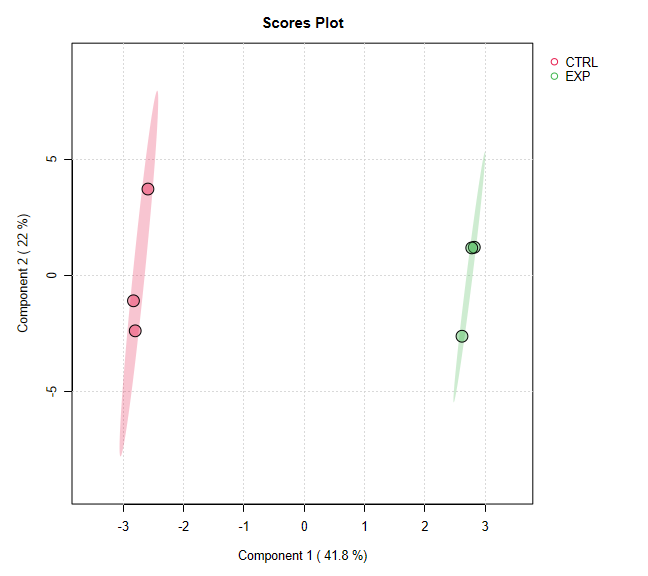 Scores Plot
CTRL
EXP
5
0
-5
Component 2 ( 22 %)
-3 -2 -1 0 1 2 3
Component 1 ( 41.8 %)